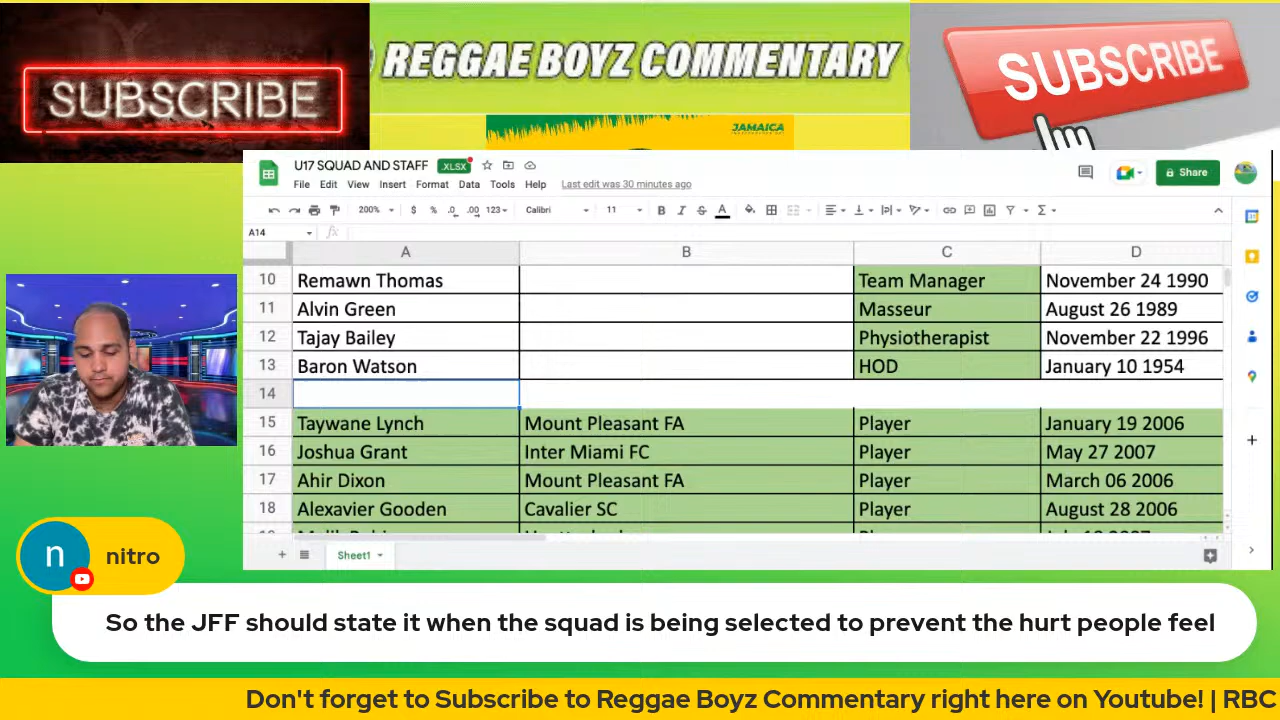 SUBSCRIBE
REGGAE BOYZ COMMENTARY
SUBSCRIBE
JAMAICA
U17 SQUAD AND STAFF .XLSX
File Edit View Insert Format Data Tools Help Last edit was 30 minutes ago
Share
200% $ % .0 .00 123 Calibri 11 B I S A
A14 fx
A B C D
10 Remawn Thomas Team Manager November 24 1990
11 Alvin Green Masseur August 26 1989
12 Tajay Bailey Physiotherapist November 22 1996
13 Baron Watson HOD January 10 1954
14
15 Taywane Lynch Mount Pleasant FA Player January 19 2006
16 Joshua Grant Inter Miami FC Player May 27 2007
17 Ahir Dixon Mount Pleasant FA Player March 06 2006
18 Alexavier Gooden Cavalier SC Player August 28 2006
Sheet1
n nitro
So the JFF should state it when the squad is being selected to prevent the hurt people feel
Don't forget to Subscribe to Reggae Boyz Commentary right here on Youtube! | RBC